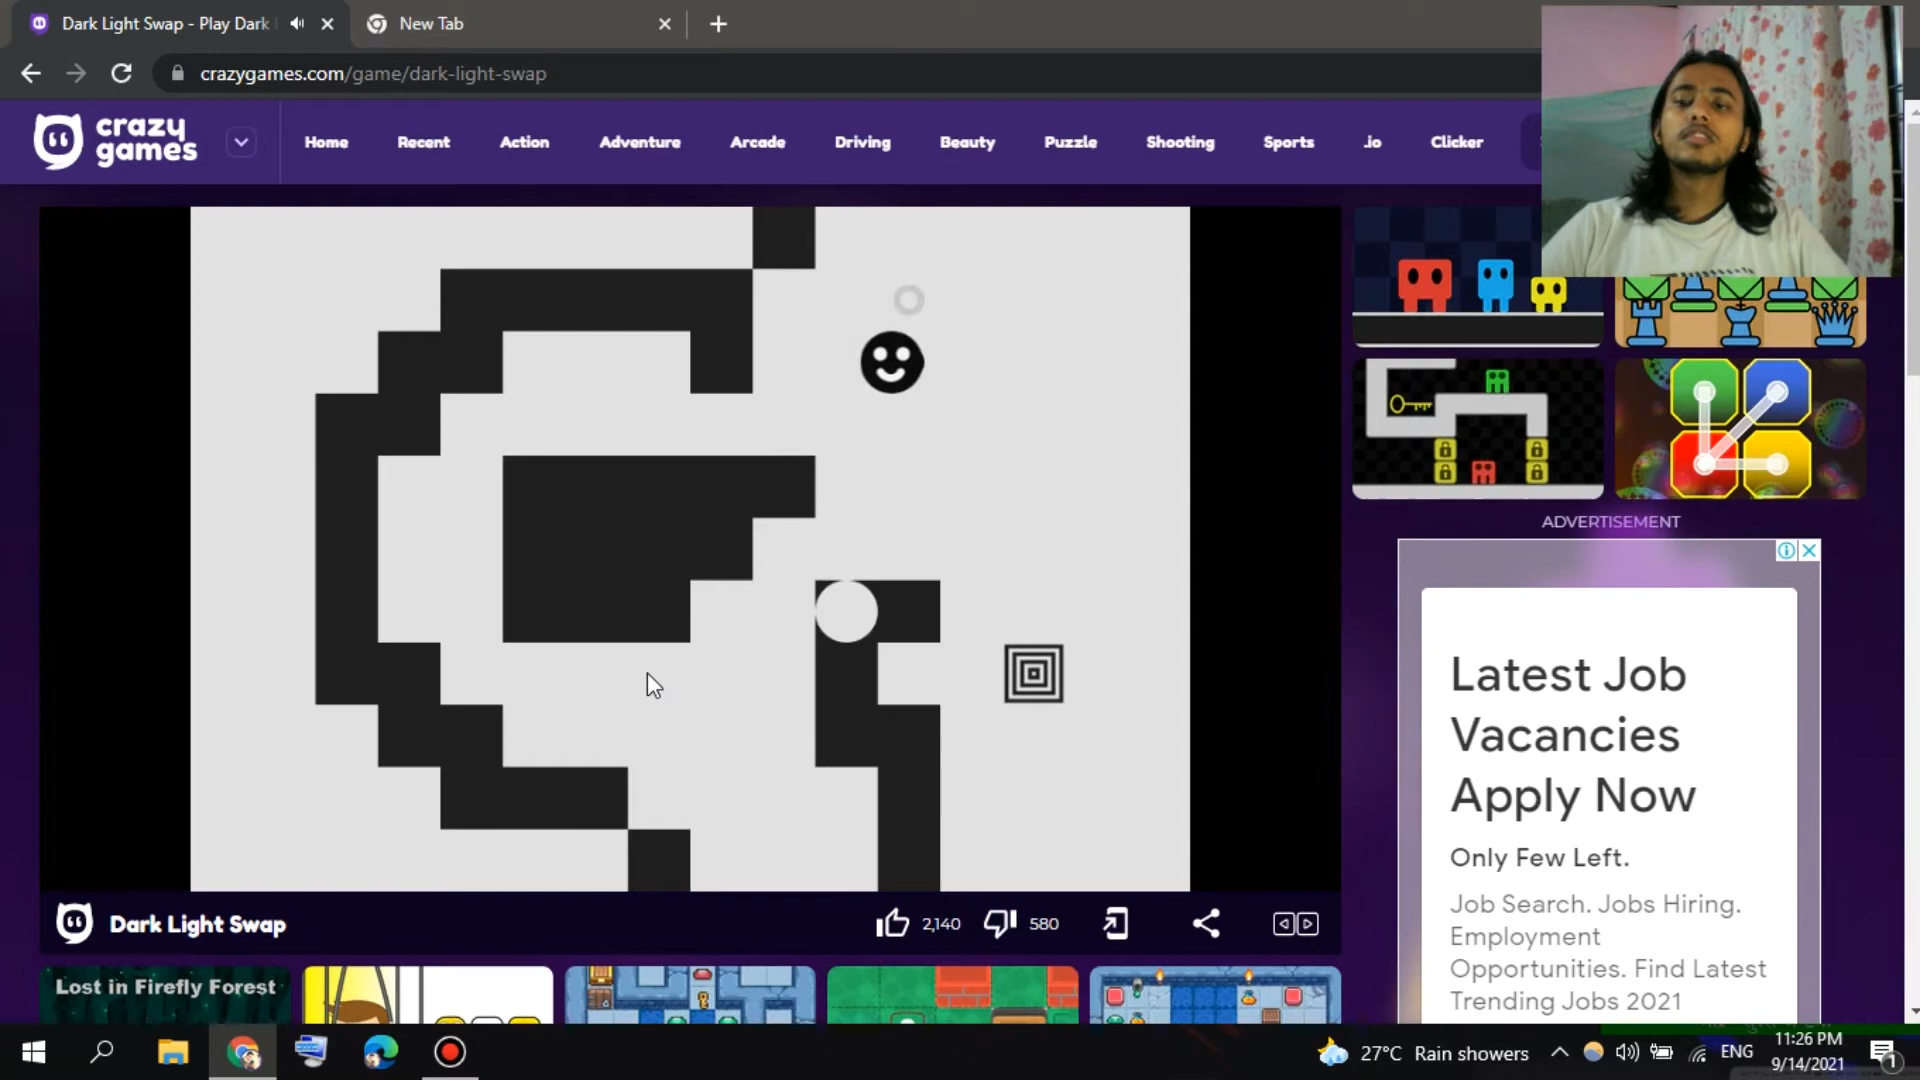 Dark Light Swap - Play Dark
New Tab
crazygames.com/game/dark-light-swap
crazy
games
Home Recent Action Adventure Arcade Driving Beauty Puzzle Shooting Sports .io Clicker
ADVERTISEMENT
Latest Job
Vacancies
Apply Now
Only Few Left.
Job Search. Jobs Hiring.
Employment
Opportunities. Find Latest
Trending Jobs 2021
Dark Light Swap
2,140
580
Lost in Firefly Forest
27°C Rain showers
ENG
11:26 PM
9/14/2021
1